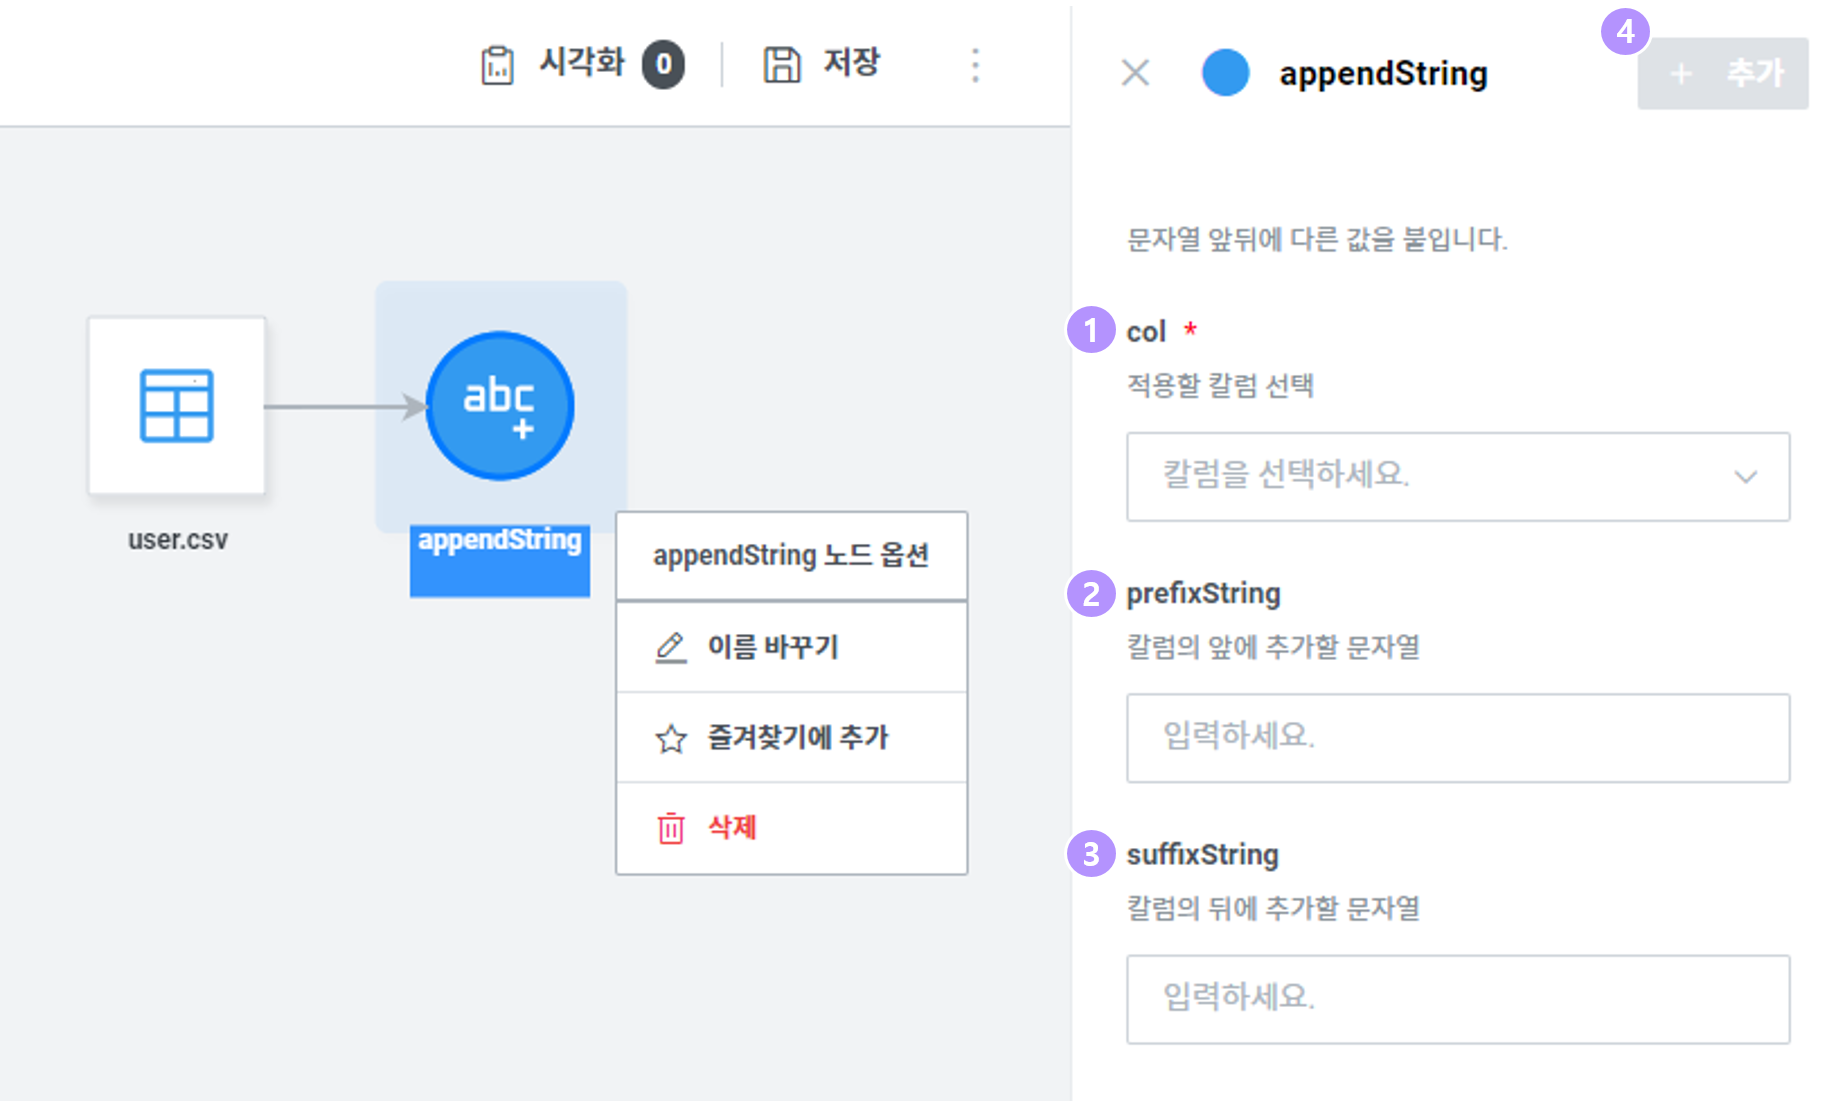 시각화 0
저장
abc
+
user.csv
appendString
appendString 노드 옵션
이름 바꾸기
즐겨찾기에 추가
삭제
appendString
4
+ 추가
문자열 앞뒤에 다른 값을 붙입니다.
1 col *
적용할 칼럼 선택
칼럼을 선택하세요.
2 prefixString
칼럼의 앞에 추가할 문자열
입력하세요.
3 suffixString
칼럼의 뒤에 추가할 문자열
입력하세요.